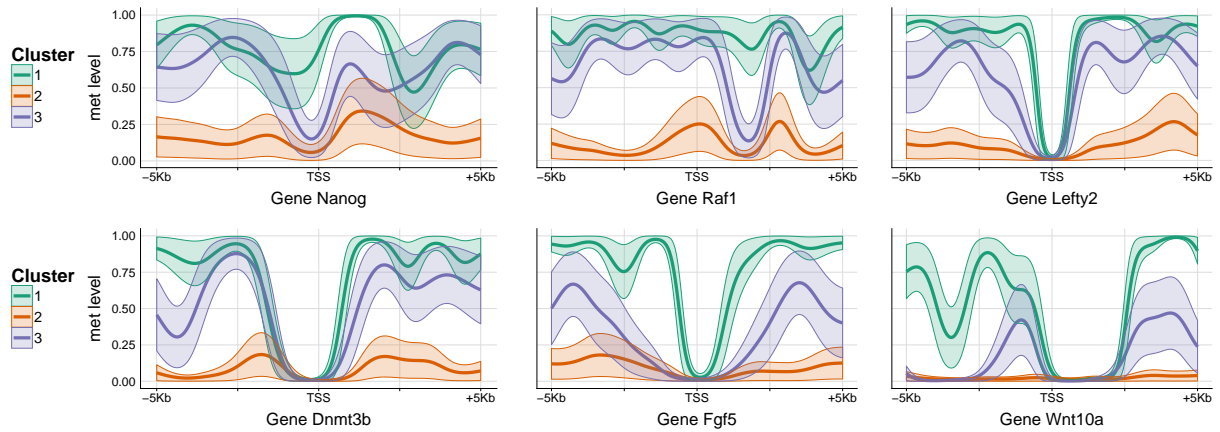 Cluster
1
2
3
met level
1.00
0.75
0.50
0.25
0.00
−5Kb TSS +5Kb
Gene Nanog
−5Kb TSS +5Kb
Gene Raf1
−5Kb TSS +5Kb
Gene Lefty2
Cluster
1
2
3
met level
1.00
0.75
0.50
0.25
0.00
−5Kb TSS +5Kb
Gene Dnmt3b
−5Kb TSS +5Kb
Gene Fgf5
−5Kb TSS +5Kb
Gene Wnt10a